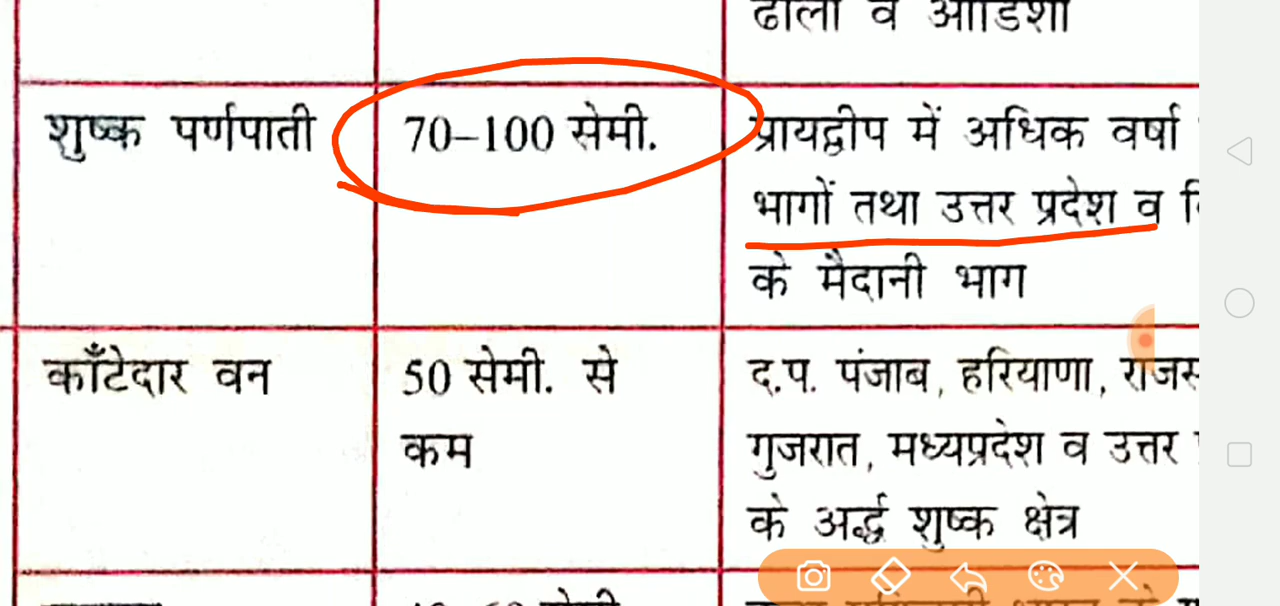 ढालों व ओडिशा
शुष्क पर्णपाती
70–100 सेमी.
प्रायद्वीप में अधिक वर्षा
भागों तथा उत्तर प्रदेश व
के मैदानी भाग
काँटेदार वन
50 सेमी. से
कम
द.प. पंजाब, हरियाणा,
गुजरात, मध्यप्रदेश व उत्तर
के अर्द्ध शुष्क क्षेत्र